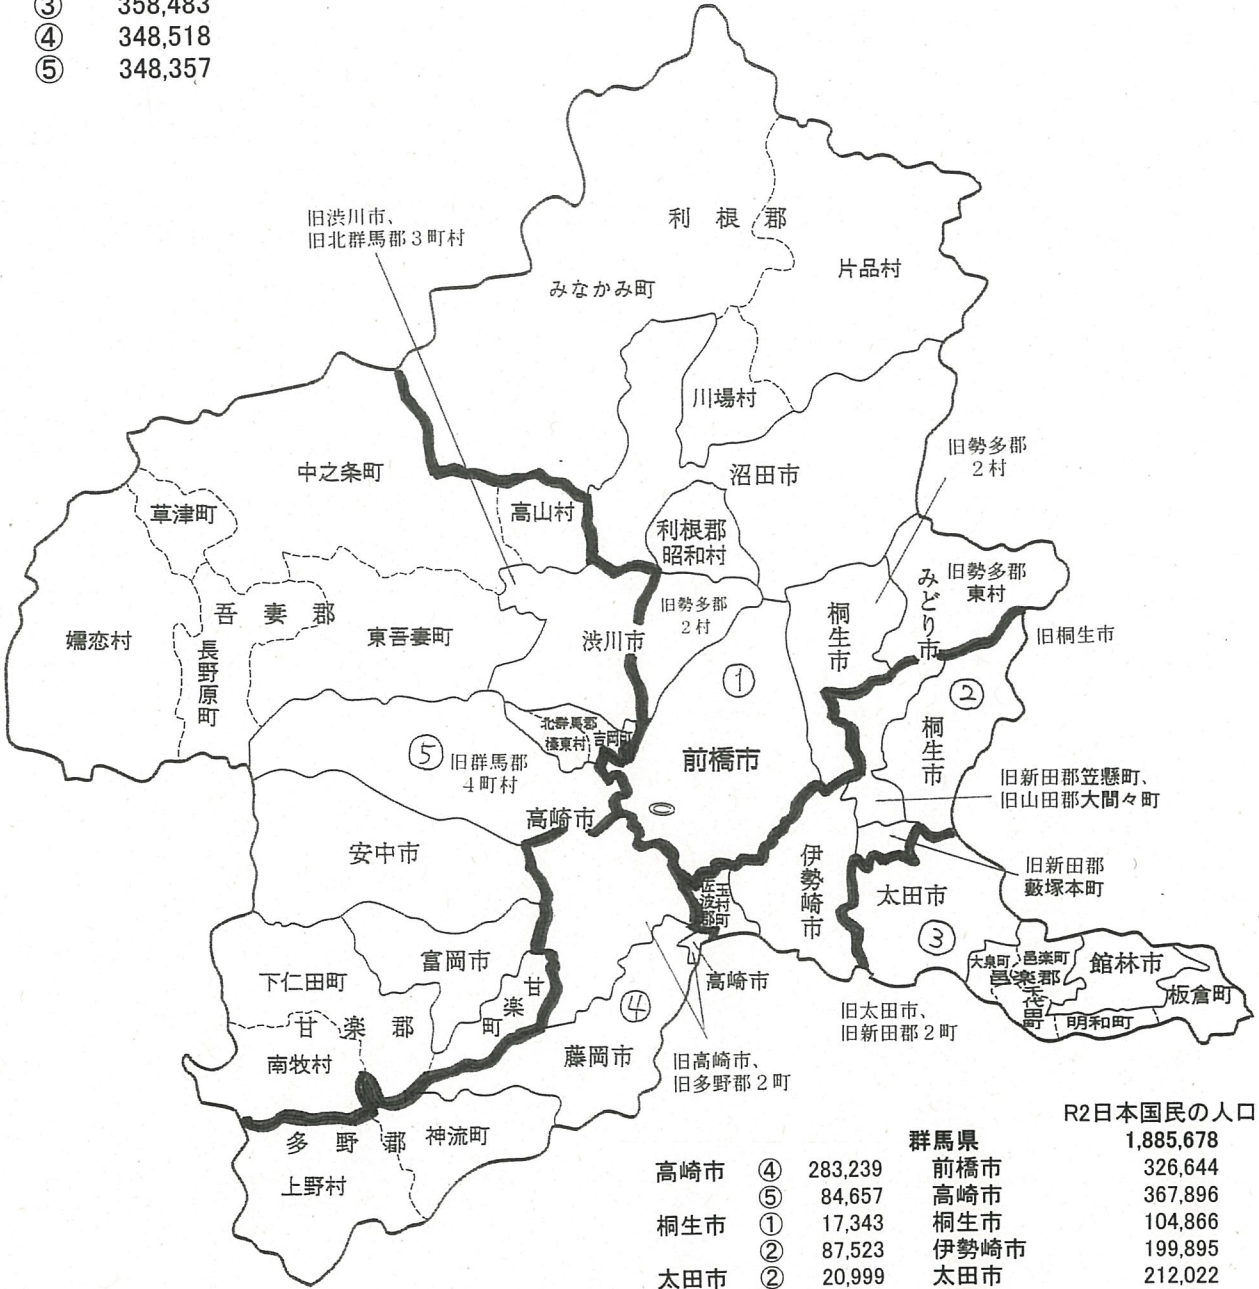 ③ 358,483
④ 348,518
⑤ 348,357
旧渋川市、
旧北群馬郡3町村
利根郡
みなかみ町
片品村
川場村
沼田市
旧勢多郡
2村
中之条町
草津町
高山村
利根郡
昭和村
旧勢多郡
東村
みどり市
旧勢多郡
2村
桐生市
旧桐生市
吾妻郡
嬬恋村
長野原町
東吾妻町
渋川市
①
②
桐生市
北群馬郡
榛東村
吉岡町
⑤
旧群馬郡
4町村
前橋市
旧新田郡笠懸町、
旧山田郡大間々町
高崎市
安中市
伊勢崎市
旧新田郡
藪塚本町
太田市
佐波郡
玉村町
③
富岡市
下仁田町
甘楽町
甘楽郡
南牧村
高崎市
④
藤岡市
大泉町
邑楽町
邑楽郡
千代田町
館林市
板倉町
明和町
旧太田市、
旧新田郡2町
旧高崎市、
旧多野郡2町
多野郡
神流町
上野村
R2日本国民の人口
群馬県 1,885,678
高崎市 ④ 283,239 前橋市 326,644
⑤ 84,657 高崎市 367,896
桐生市 ① 17,343 桐生市 104,866
② 87,523 伊勢崎市 199,895
太田市 ② 20,999 太田市 212,022